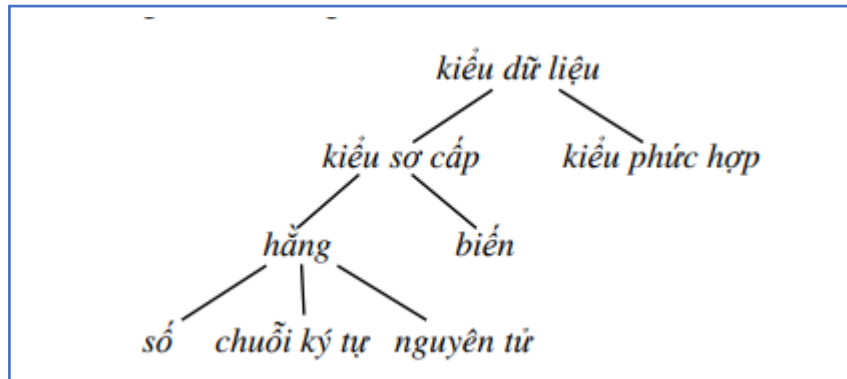 kiểu dữ liệu
kiểu sơ cấp kiểu phức hợp
hằng biến
số chuỗi ký tự nguyên tử